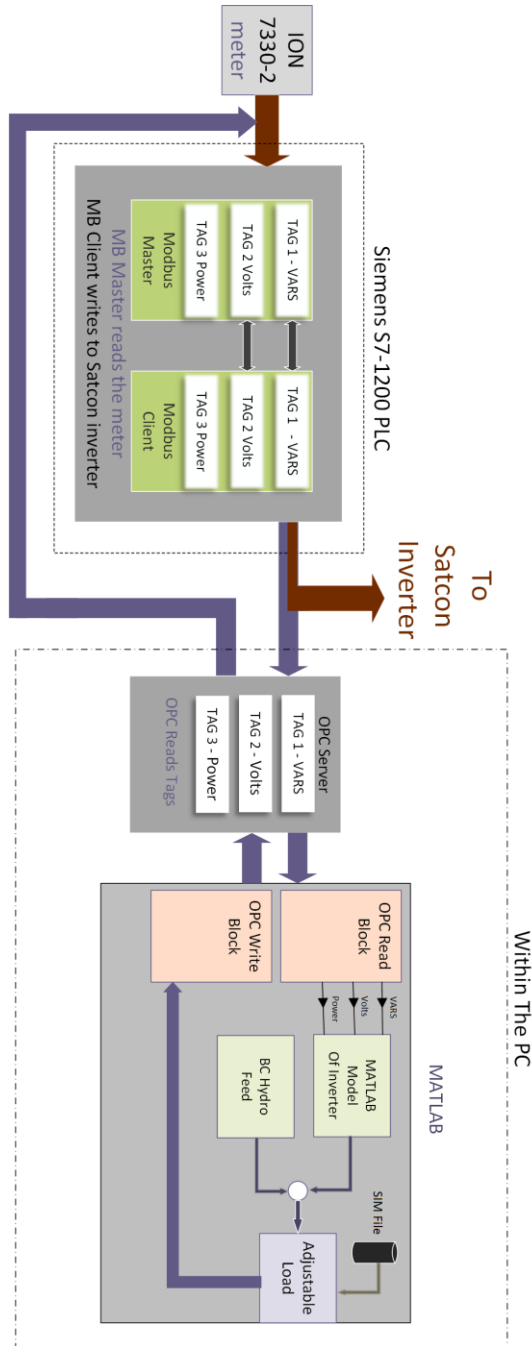 ION
7330-2
meter
Siemens S7-1200 PLC
TAG 1 - VARS
TAG 2 Volts
TAG 3 Power
Modbus
Master
TAG 1 - VARS
TAG 2 Volts
TAG 3 Power
Modbus
Client
MB Master reads the meter
MB Client writes to Satcon inverter
To
Satcon
Inverter
Within The PC
OPC Server
TAG 1 - VARS
TAG 2 - Volts
TAG 3 - Power
OPC Reads Tags
MATLAB
OPC Read
Block
OPC Write
Block
VARS
Volts
Power
MATLAB
Model
Of Inverter
BC Hydro
Feed
SIM File
Adjustable
Load